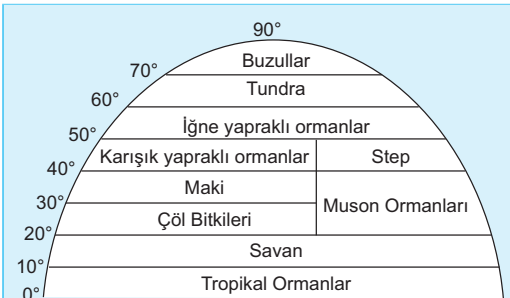 90°
Buzullar
70°
Tundra
60°
İğne yapraklı ormanlar
50°
Karışık yapraklı ormanlar Step
40°
Maki
30°
Muson Ormanları
Çöl Bitkileri
20°
Savan
10°
Tropikal Ormanlar
0°